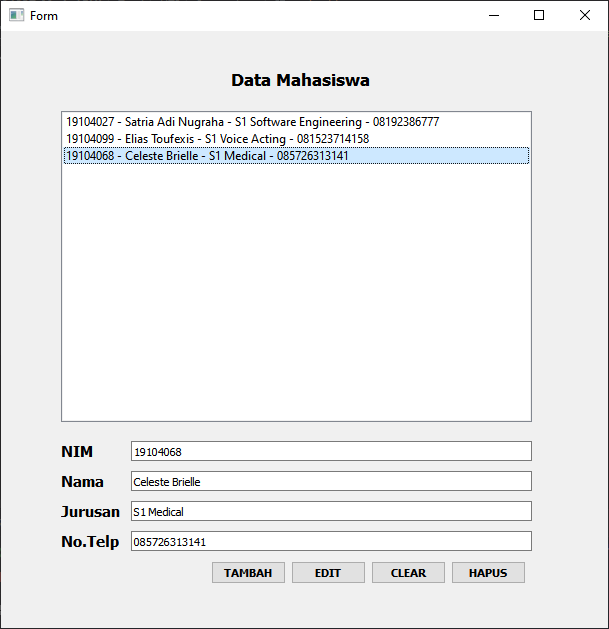 Form
Data Mahasiswa
19104027 - Satria Adi Nugraha - S1 Software Engineering - 08192386777
19104099 - Elias Toufexis - S1 Voice Acting - 081523714158
19104068 - Celeste Brielle - S1 Medical - 085726313141
NIM 19104068
Nama Celeste Brielle
Jurusan S1 Medical
No.Telp 085726313141
TAMBAH EDIT CLEAR HAPUS